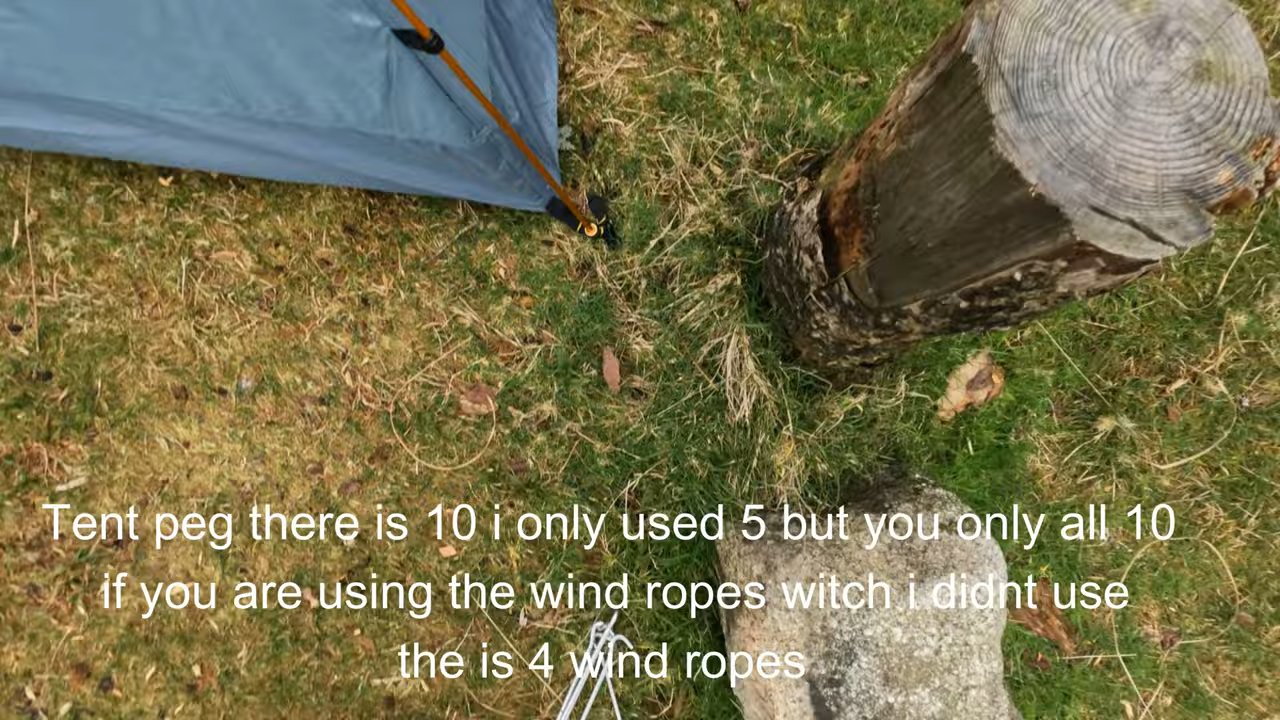 Tent peg there is 10 i only used 5 but you only all 10
if you are using the wind ropes witch i didnt use
the is 4 wind ropes